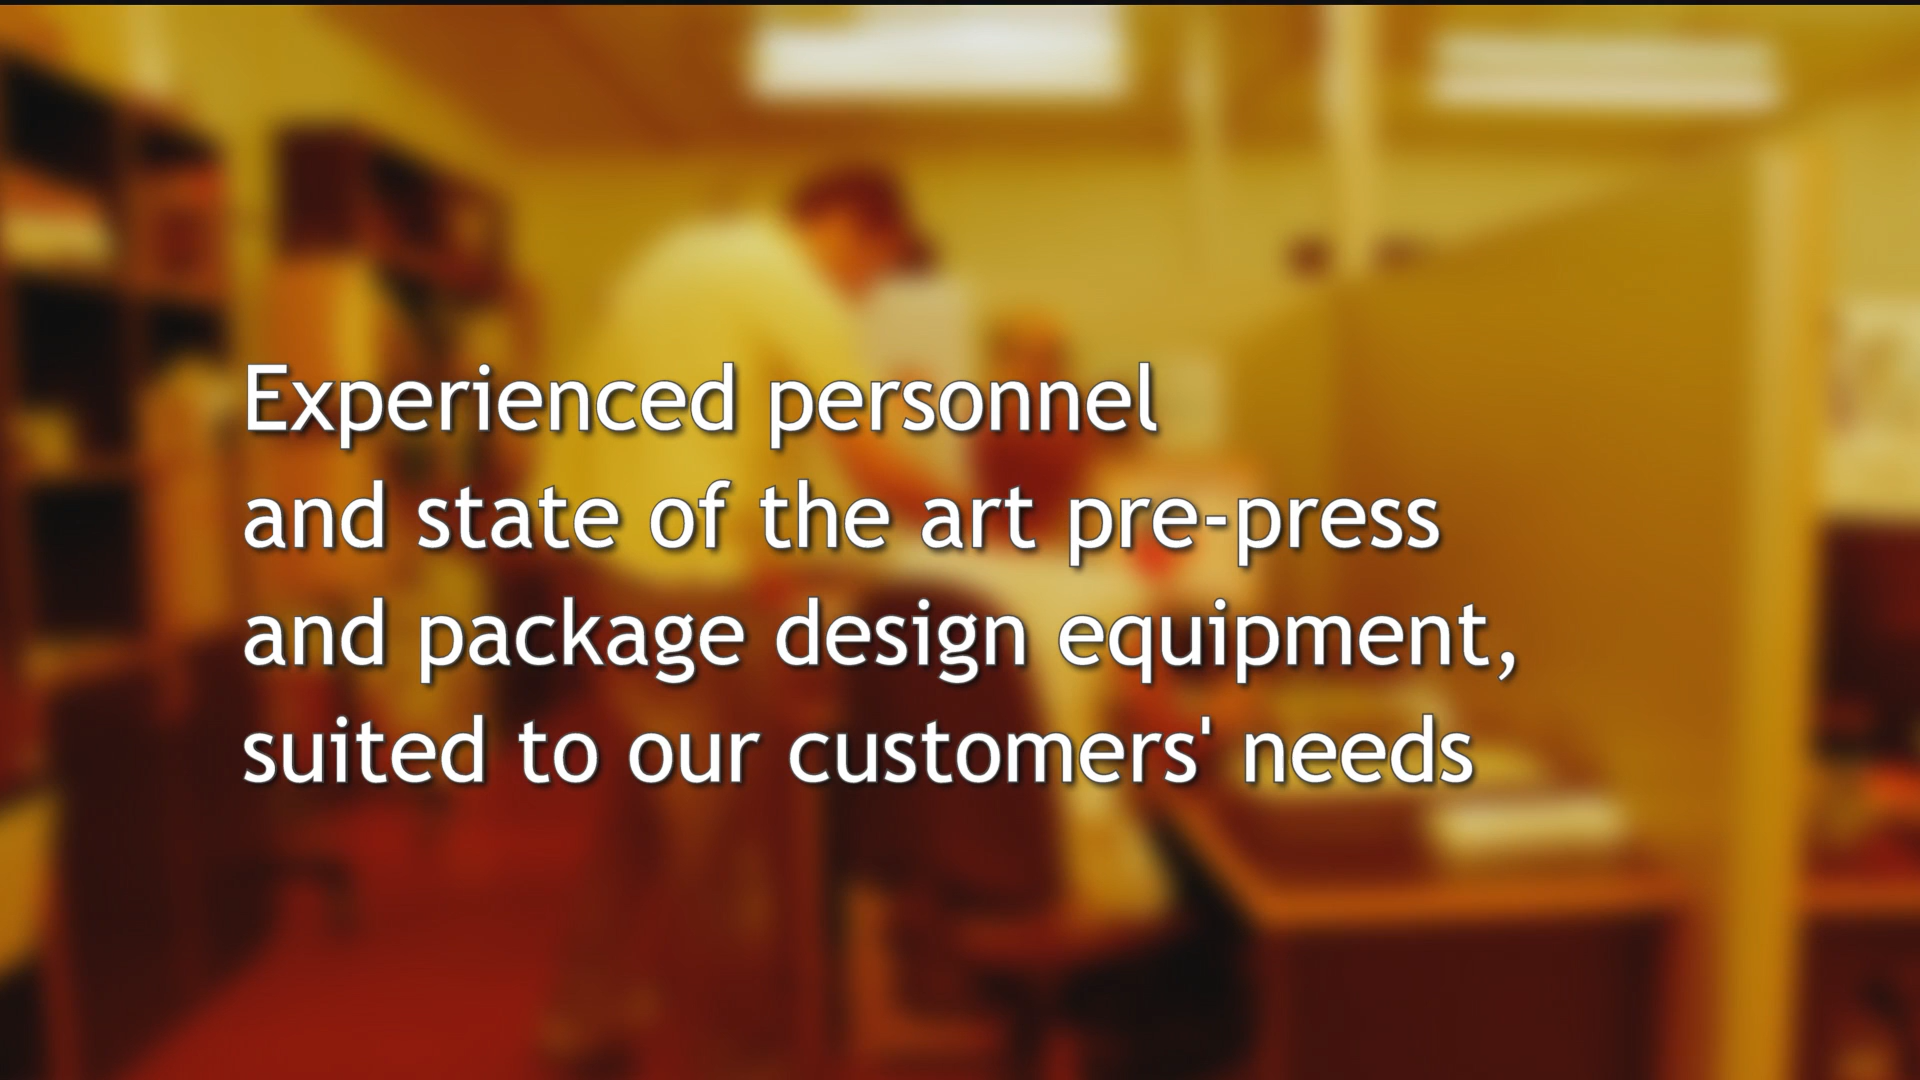 Experienced personnel
and state of the art pre-press
and package design equipment,
suited to our customers' needs